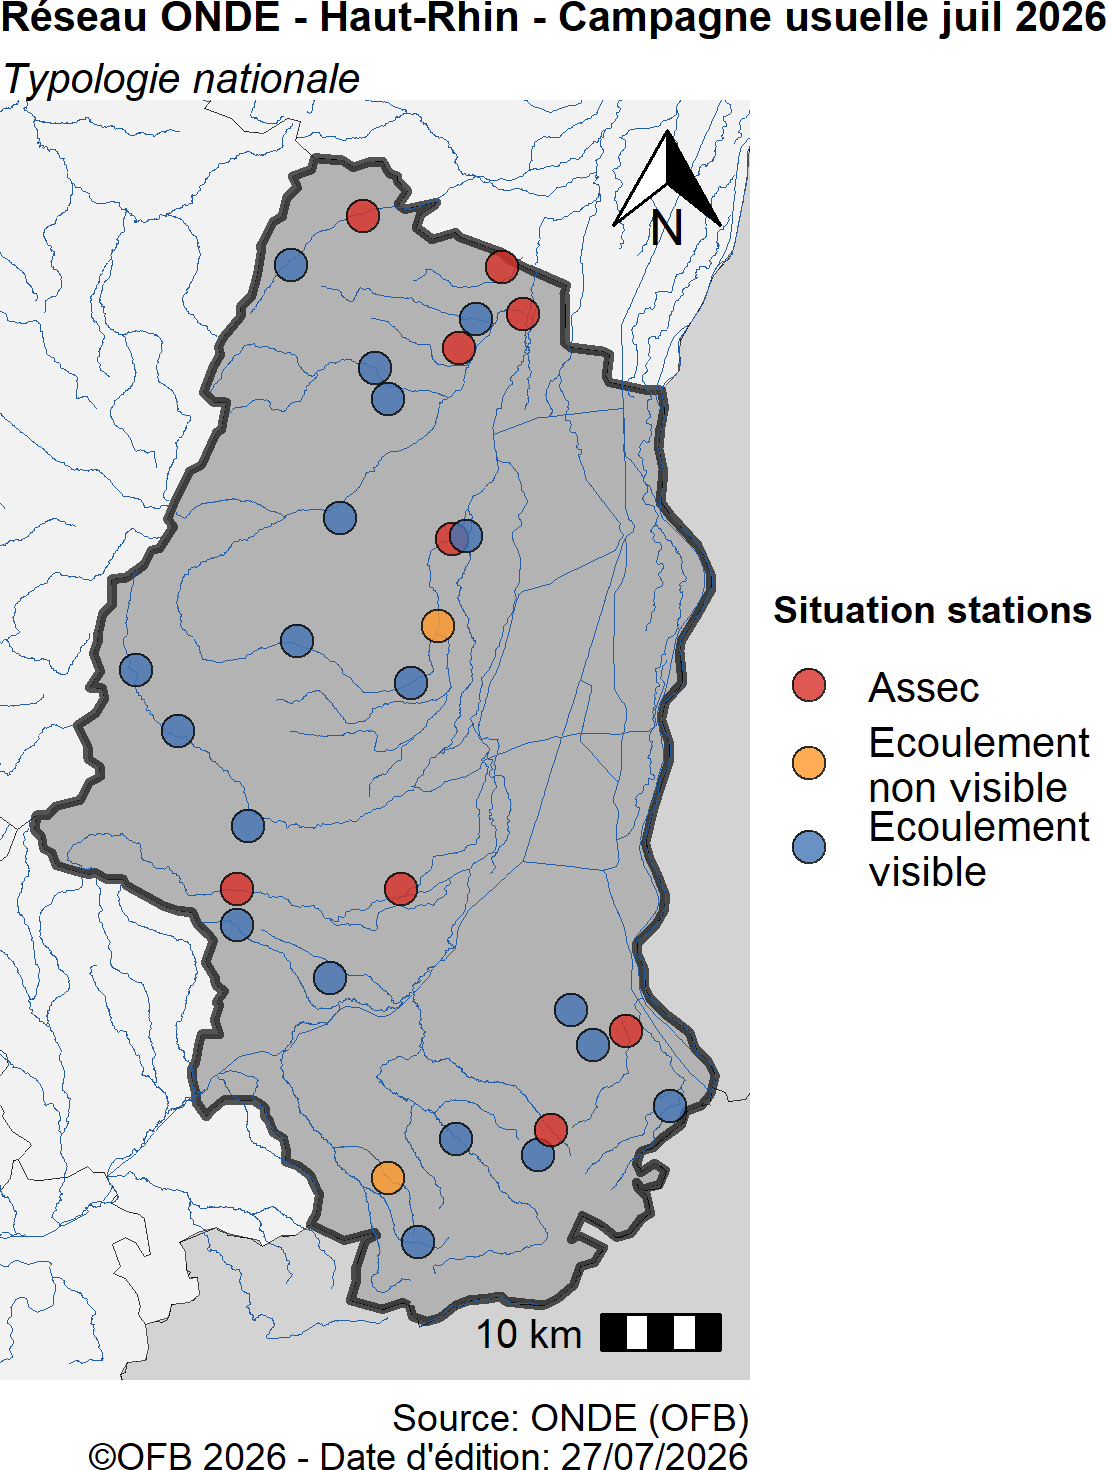 Réseau ONDE - Haut-Rhin - Campagne usuelle juil 2026
Typologie nationale
N
Situation stations
Assec
Ecoulement
non visible
Ecoulement
visible
10 km
Source: ONDE (OFB)
©OFB 2026 - Date d'édition: 27/07/2026